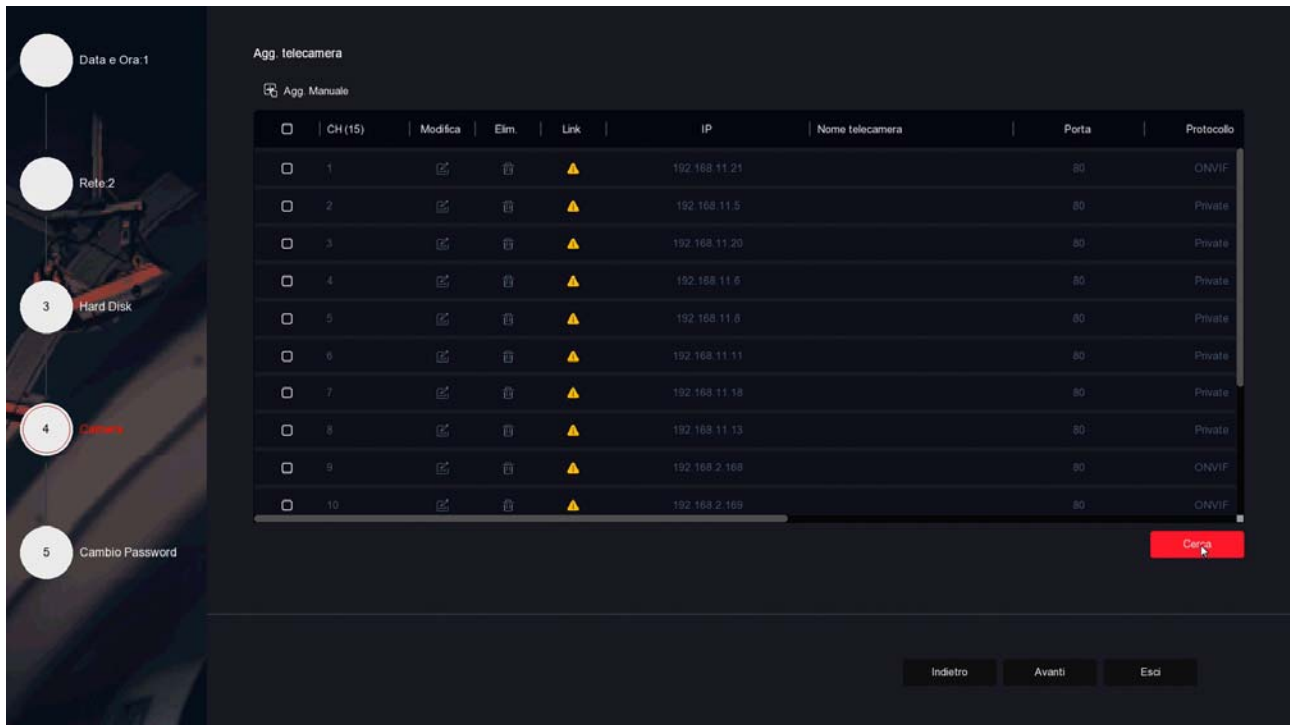 Data e Ora:1
Rete:2
3 Hard Disk
4 Camera
5 Cambio Password
Agg. telecamera
Agg. Manuale
CH (15) Modifica Elim. Link IP Nome telecamera Porta Protocollo
1 192.168.11.21 80 ONVIF
2 192.168.11.5 80 Private
3 192.168.11.20 80 Private
4 192.168.11.6 80 Private
5 192.168.11.8 80 Private
6 192.168.11.11 80 Private
7 192.168.11.18 80 Private
8 192.168.11.13 80 Private
9 192.168.2.168 80 ONVIF
10 192.168.2.169 80 ONVIF
Cerca
Indietro Avanti Esci